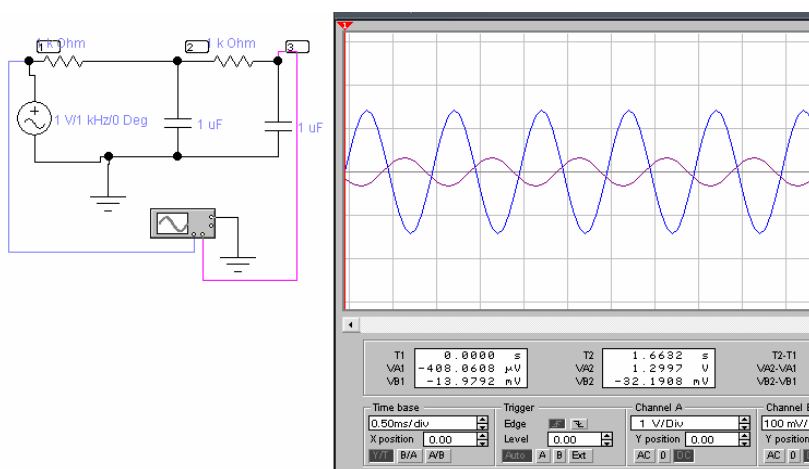 1
1 k Ohm
2
1 k Ohm
3
1 V/1 kHz/0 Deg
1 uF
1 uF
1
T1 0.0000 s
VA1 -408.0608 µV
VB1 -13.9792 mV
T2 1.6632 s
VA2 1.2997 V
VB2 -32.1908 mV
T2-T1
VA2-VA1
VB2-VB1
Time base
0.50ms/div
X position 0.00
Y/T B/A A/B
Trigger
Edge
Level 0.00
Auto A B Ext
Channel A
1 V/Div
Y position 0.00
AC 0 DC
Channel
100 mV/
Y position
AC 0